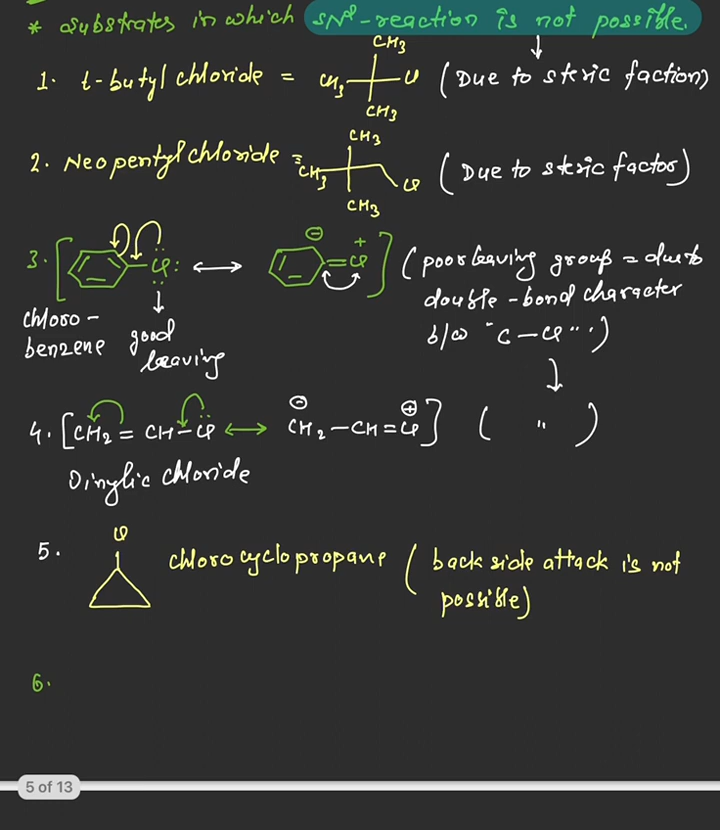 * substrates in which SN2-reaction is not possible.
1. t-butyl chloride = CH3 CH3 CH3 Cl (Due to steric faction)
2. Neopentyl chloride = CH3 CH3 CH3 Cl (Due to steric factor)
3. [ Cl: ↔ ⊖ + = Cl ] (poor leaving group = due to
double-bond character
b/w "C-Cl".)
chloro-
benzene good
leaving
4. [CH2 = CH - Cl ↔ ⊖ CH2 - CH = Cl ⊕ ] ( " )
Vinylic chloride
5. Cl chlorocyclopropane (back side attack is not
possible)
6.
5 of 13